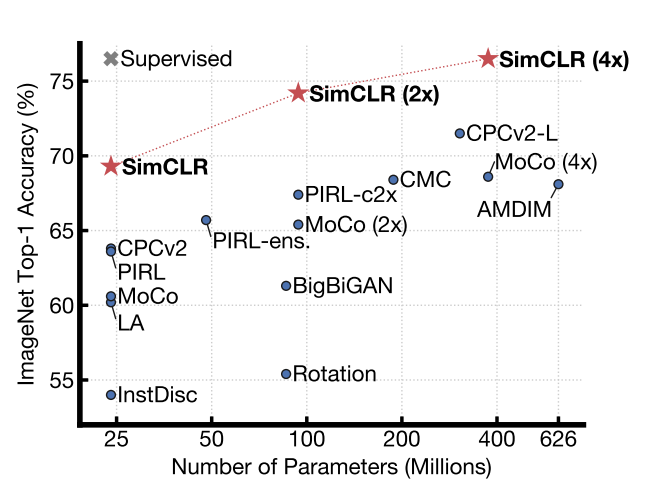 Supervised
SimCLR (4x)
75
SimCLR (2x)
CPCv2-L
70
MoCo (4x)
SimCLR
CMC
PIRL-c2x
AMDIM
65
MoCo (2x)
PIRL-ens.
CPCv2
PIRL
BigBiGAN
60
MoCo
LA
Rotation
55
InstDisc
ImageNet Top-1 Accuracy (%)
25 50 100 200 400 626
Number of Parameters (Millions)